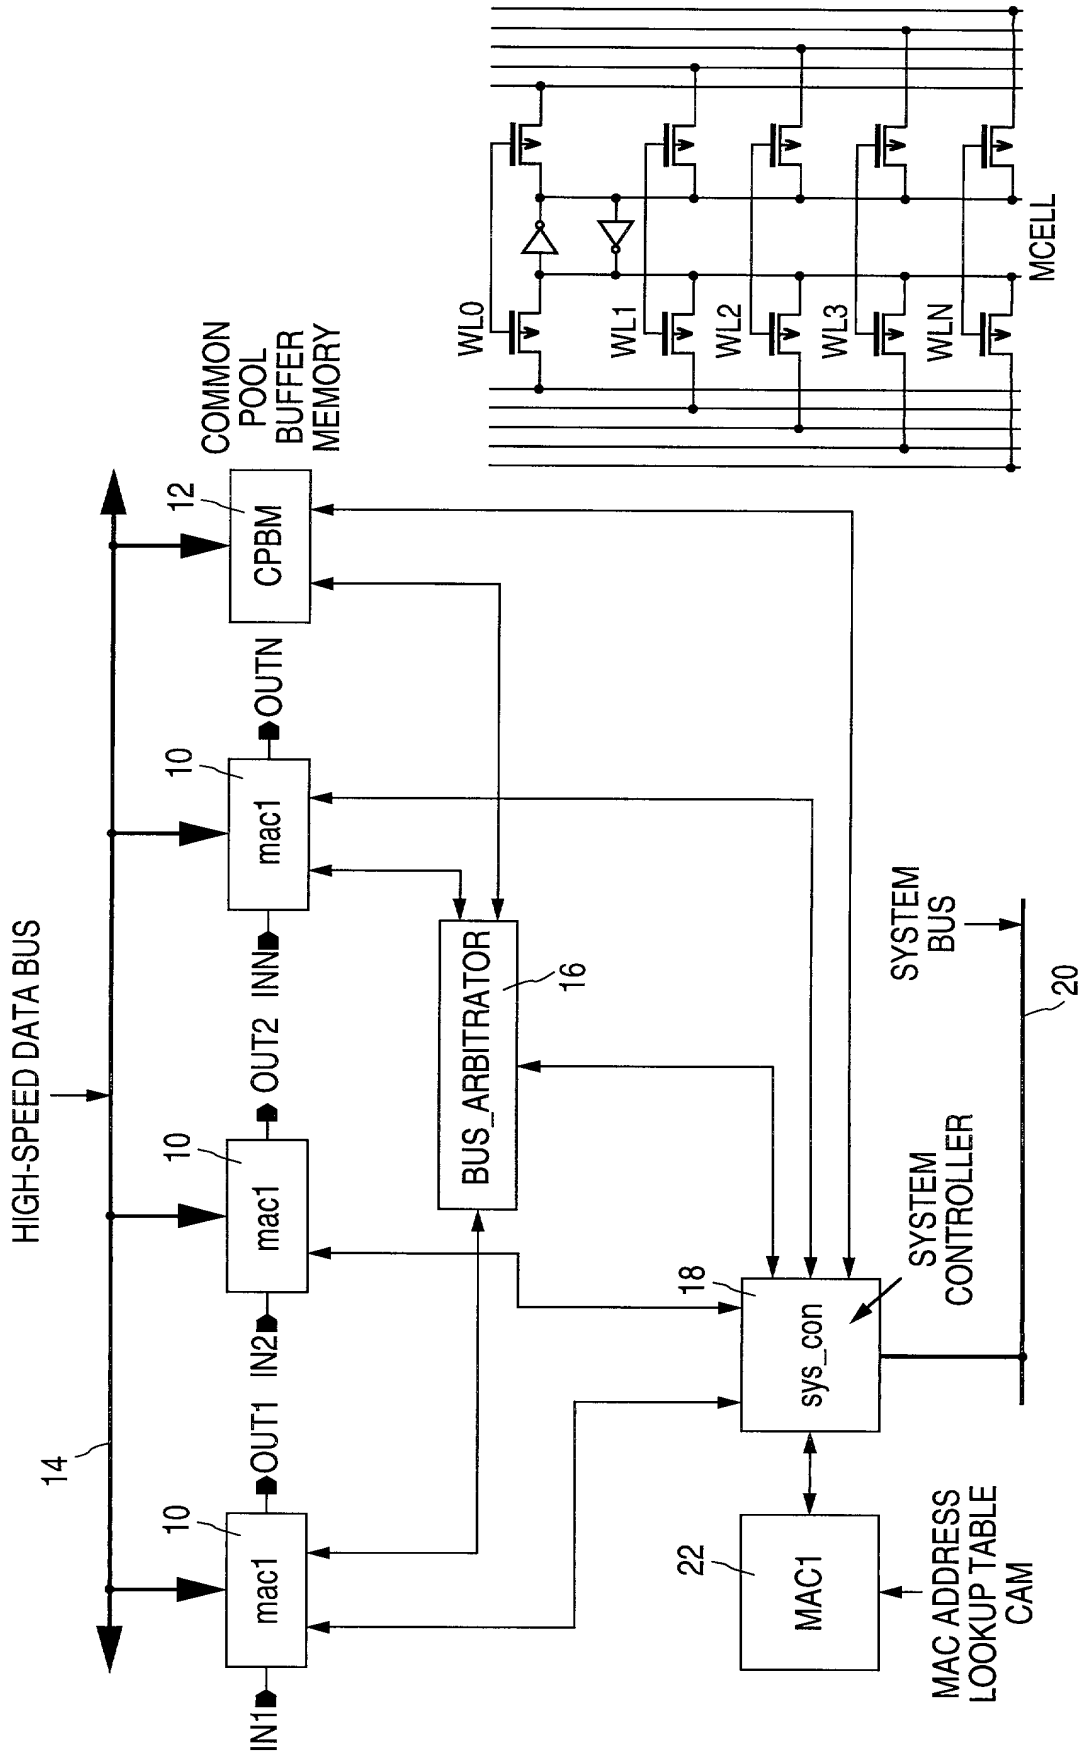 HIGH-SPEED DATA BUS
14
10
10
10
12
IN1
mac1
OUT1
IN2
mac1
OUT2
INN
mac1
OUTN
CPBM
COMMON
POOL
BUFFER
MEMORY
BUS_ARBITRATOR
16
22
MAC1
MAC ADDRESS
LOOKUP TABLE
CAM
18
sys_con
SYSTEM
CONTROLLER
SYSTEM
BUS
20
WL0
WL1
WL2
WL3
WLN
MCELL